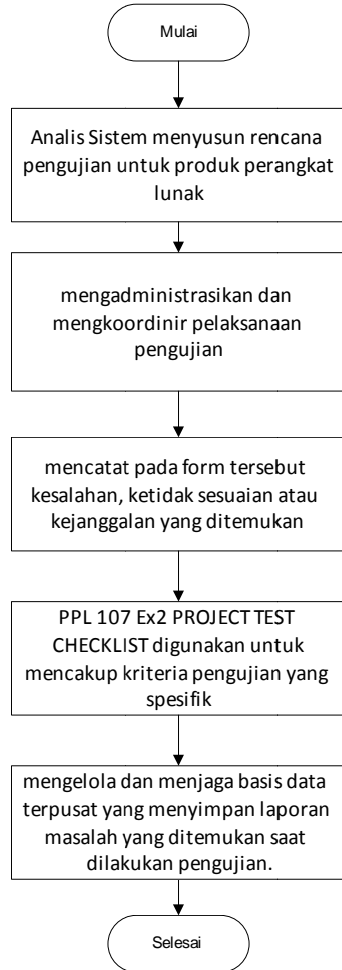 Mulai
Analis Sistem menyusun rencana
pengujian untuk produk perangkat
lunak
mengadministrasikan dan
mengkoordinir pelaksanaan
pengujian
mencatat pada form tersebut
kesalahan, ketidak sesuaian atau
kejanggalan yang ditemukan
PPL 107 Ex2 PROJECT TEST
CHECKLIST digunakan untuk
mencakup kriteria pengujian yang
spesifik
mengelola dan menjaga basis data
terpusat yang menyimpan laporan
masalah yang ditemukan saat
dilakukan pengujian.
Selesai